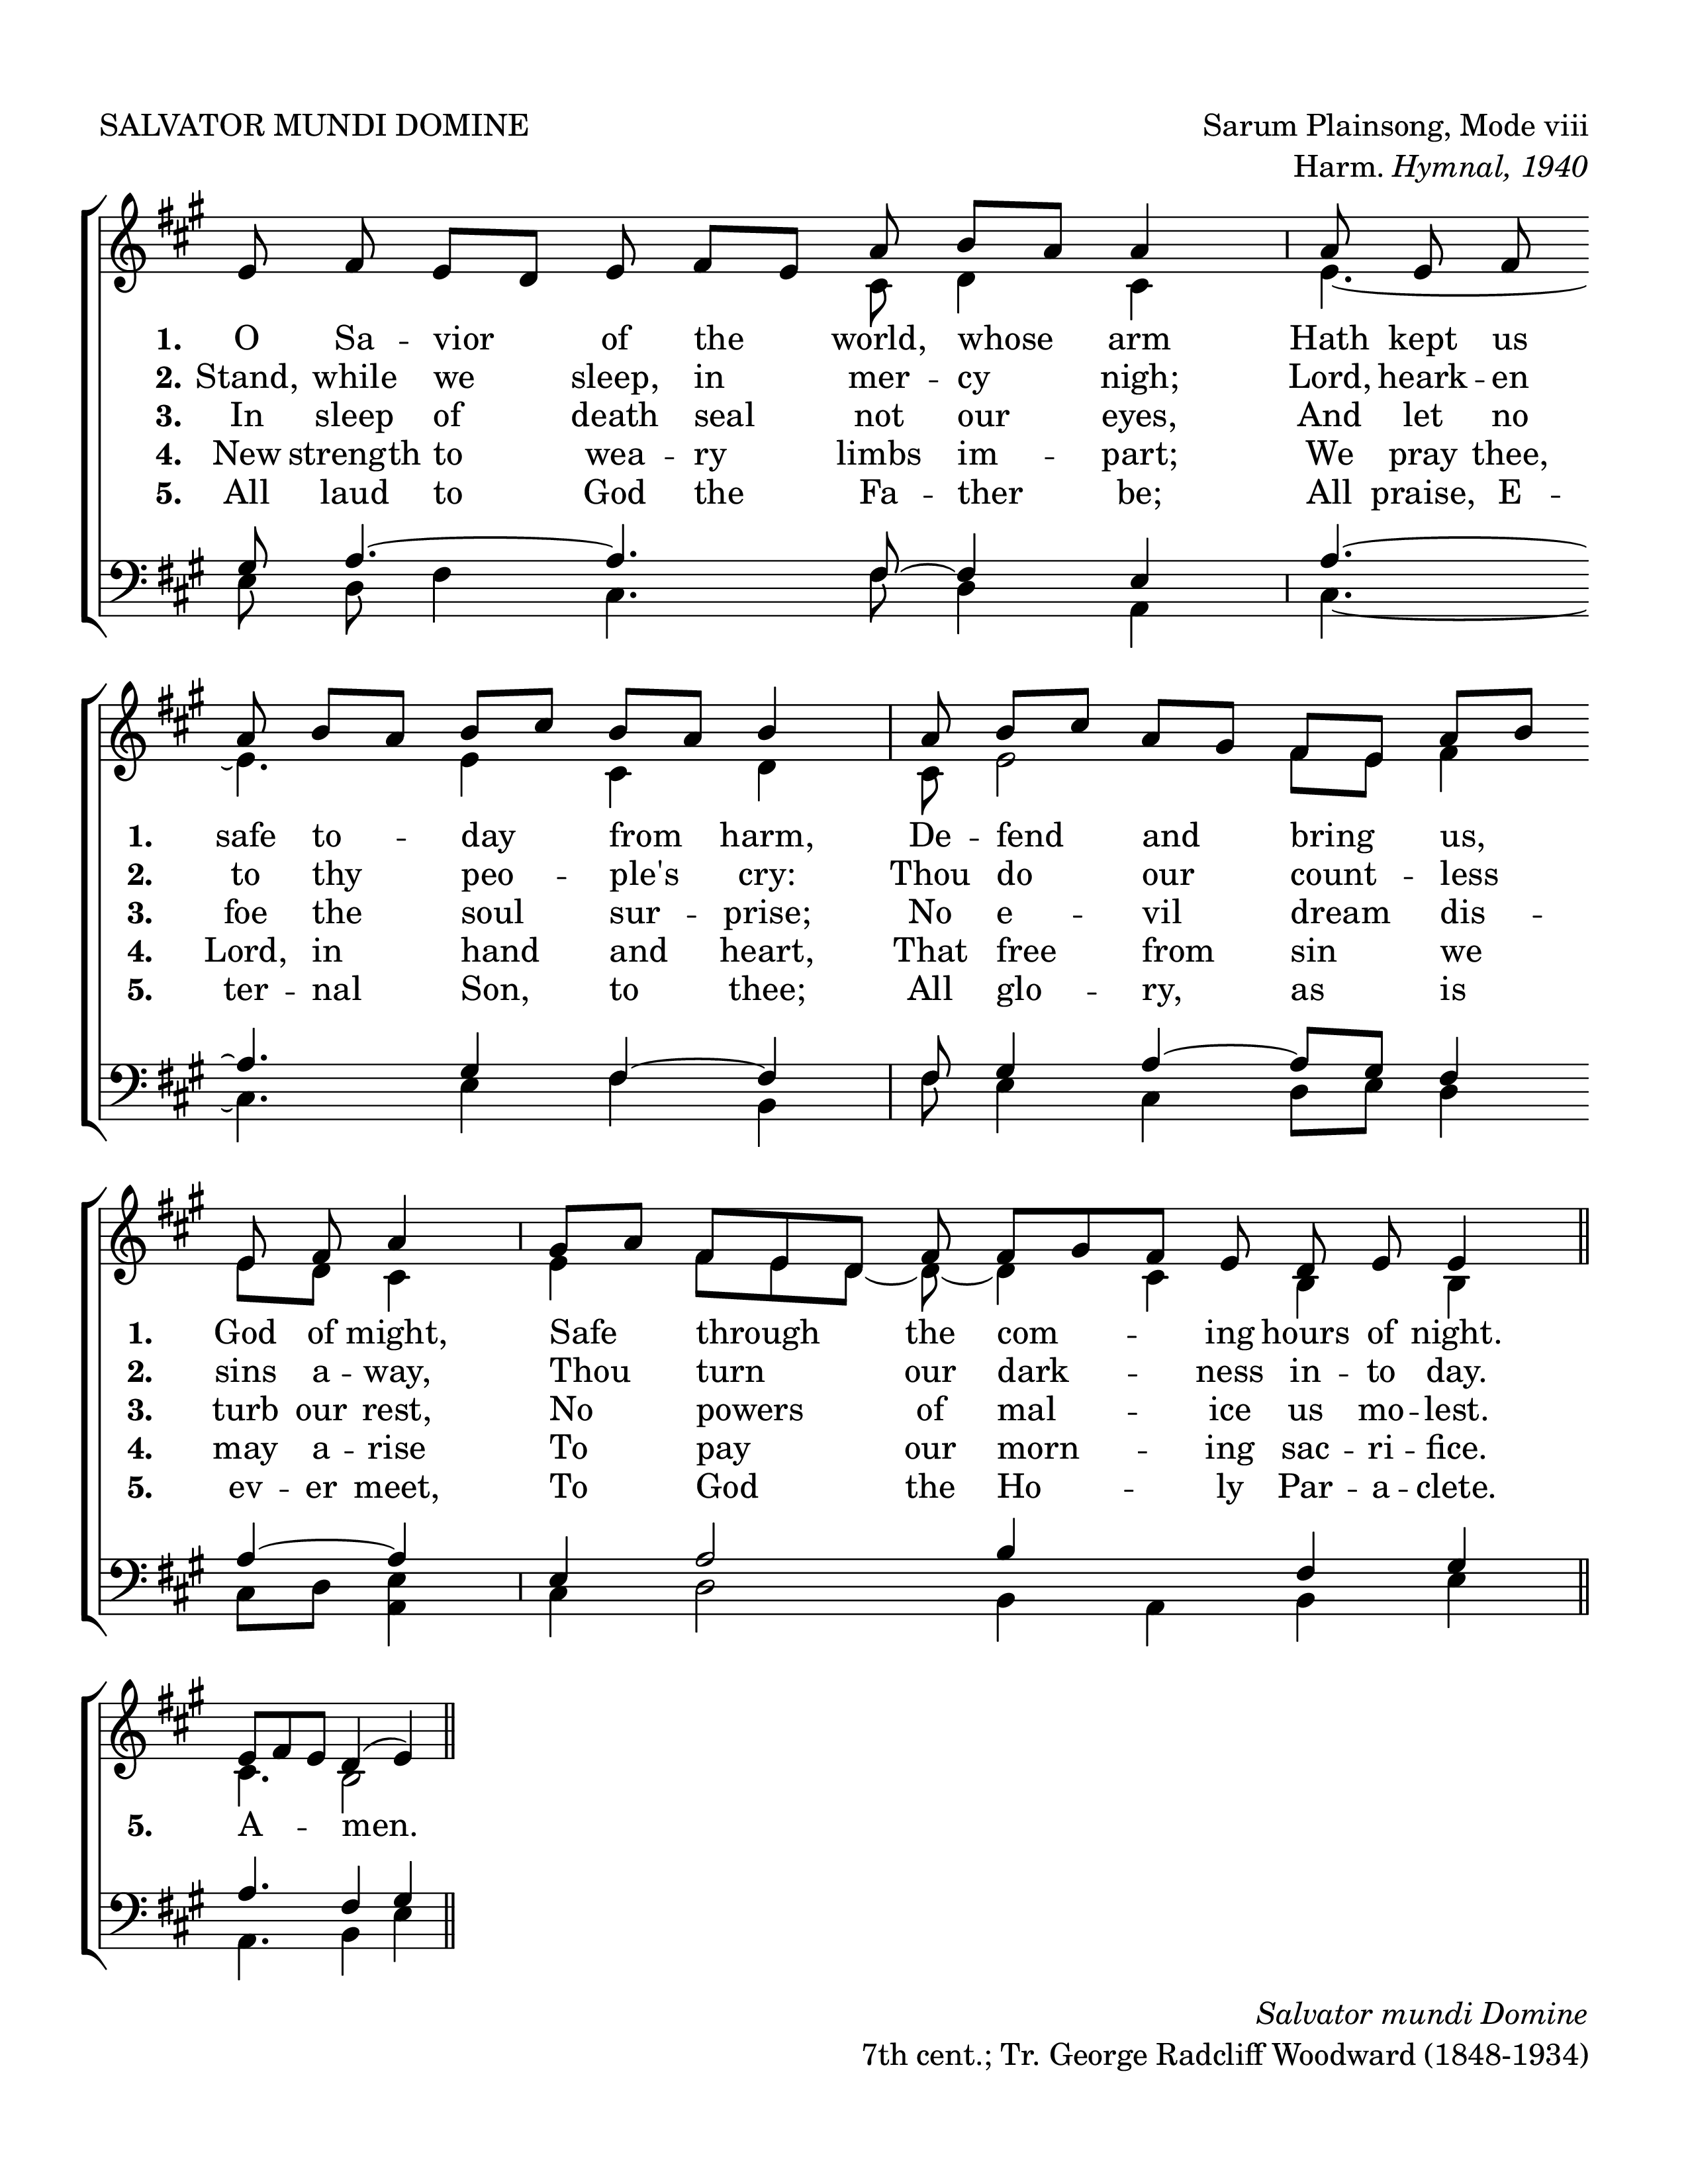 SALVATOR MUNDI DOMINE Sarum Plainsong, Mode viii
Harm. Hymnal, 1940
1. O Sa - vior of the world, whose arm Hath kept us
2. Stand, while we sleep, in mer - cy nigh; Lord, heark - en
3. In sleep of death seal not our eyes, And let no
4. New strength to wea - ry limbs im - part; We pray thee,
5. All laud to God the Fa - ther be; All praise, E -
1. safe to - day from harm, De - fend and bring us,
2. to thy peo - ple's cry: Thou do our count - less
3. foe the soul sur - prise; No e - vil dream dis -
4. Lord, in hand and heart, That free from sin we
5. ter - nal Son, to thee; All glo - ry, as is
1. God of might, Safe through the com - ing hours of night.
2. sins a - way, Thou turn our dark - ness in - to day.
3. turb our rest, No powers of mal - ice us mo - lest.
4. may a - rise To pay our morn - ing sac - ri - fice.
5. ev - er meet, To God the Ho - ly Par - a - clete.
5. A - men.
Salvator mundi Domine
7th cent.; Tr. George Radcliff Woodward (1848-1934)